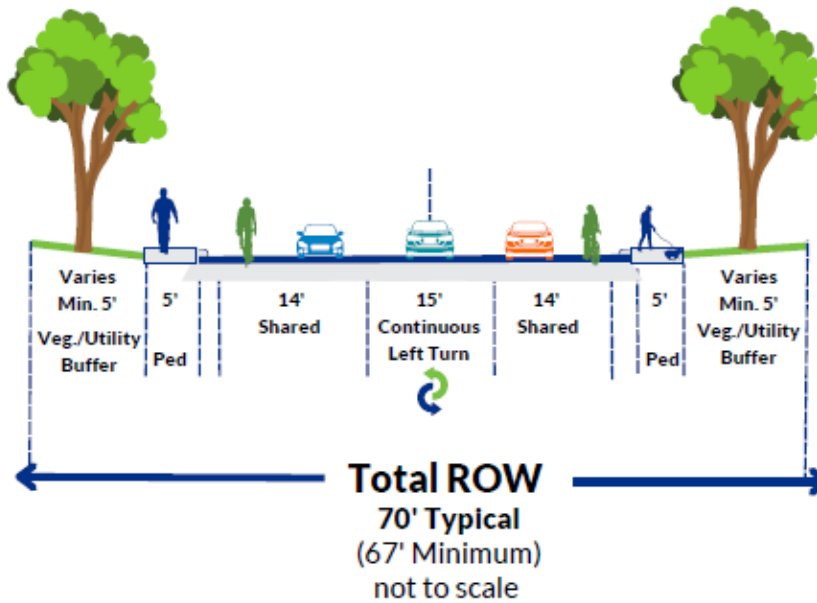 Varies
Min. 5'
Veg./Utility
Buffer
5'
Ped
14'
Shared
15'
Continuous
Left Turn
14'
Shared
5'
Ped
Varies
Min. 5'
Veg./Utility
Buffer
Total ROW
70' Typical
(67' Minimum)
not to scale